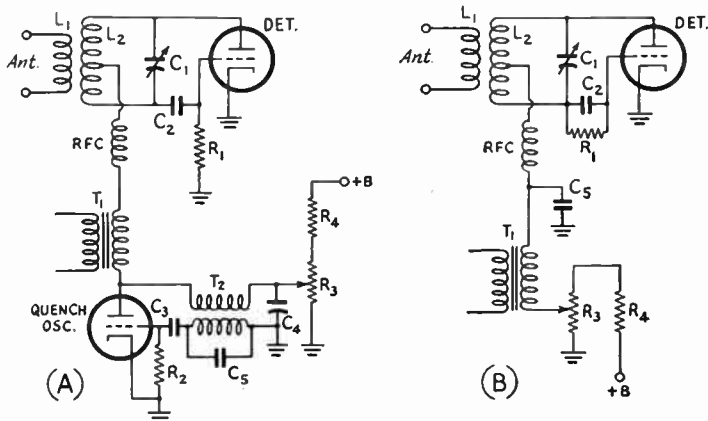 L1
L2
DET.
Ant.
C1
C2
R1
RFC
T1
+B
R4
T2
R3
QUENCH
OSC.
C3
C4
R2
C5
(A)
L1
L2
DET.
Ant.
C1
C2
R1
RFC
C5
T1
R3
R4
(B)
+B